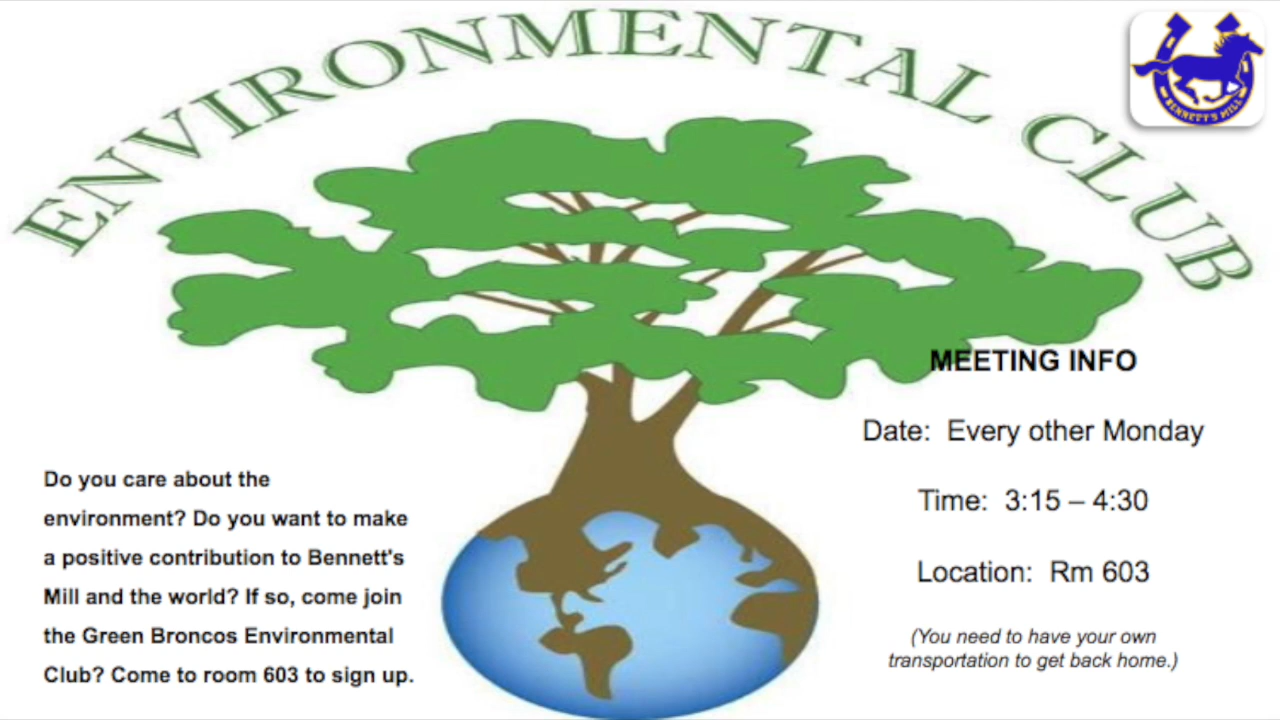 ENVIRONMENTAL CLUB
BENNETT'S MILL
MEETING INFO
Date: Every other Monday
Time: 3:15 – 4:30
Location: Rm 603
(You need to have your own
transportation to get back home.)
Do you care about the
environment? Do you want to make
a positive contribution to Bennett's
Mill and the world? If so, come join
the Green Broncos Environmental
Club? Come to room 603 to sign up.